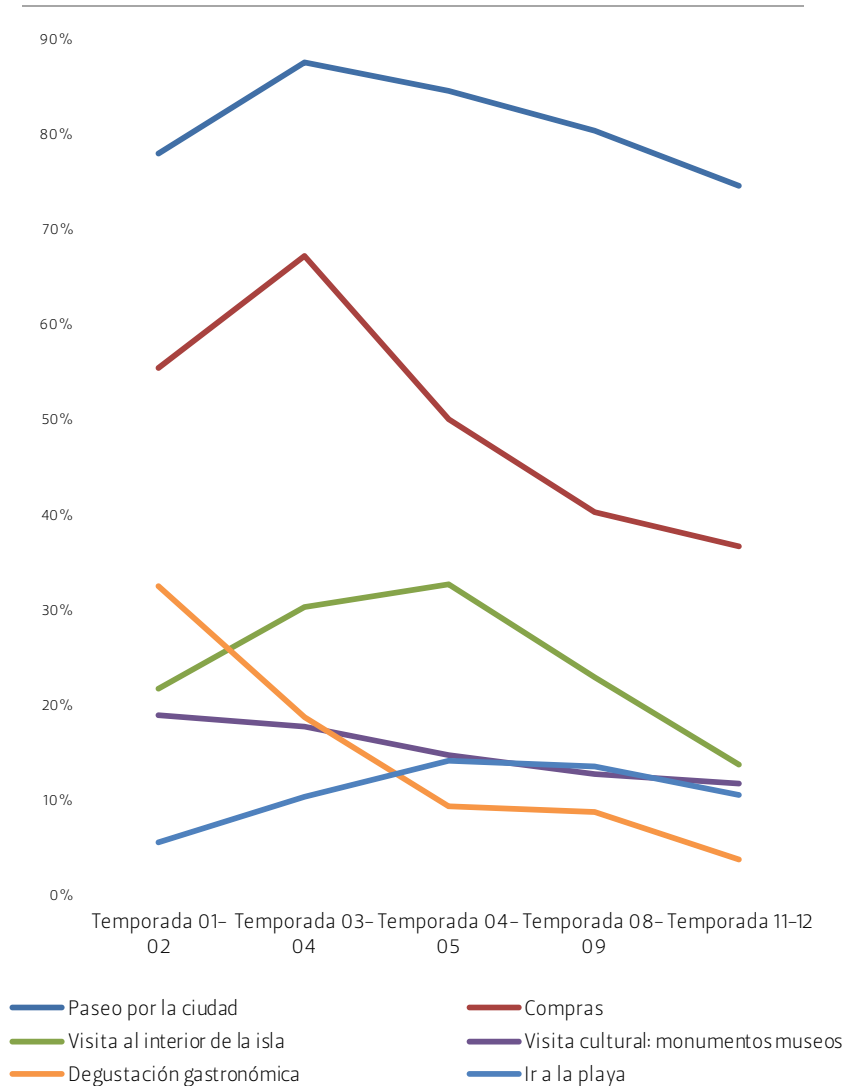 90%
80%
70%
60%
50%
40%
30%
20%
10%
0%
Temporada 01– Temporada 03– Temporada 04– Temporada 08– Temporada 11–12
02 04 05 09
Paseo por la ciudad Compras
Visita al interior de la isla Visita cultural: monumentos museos
Degustación gastronómica Ir a la playa